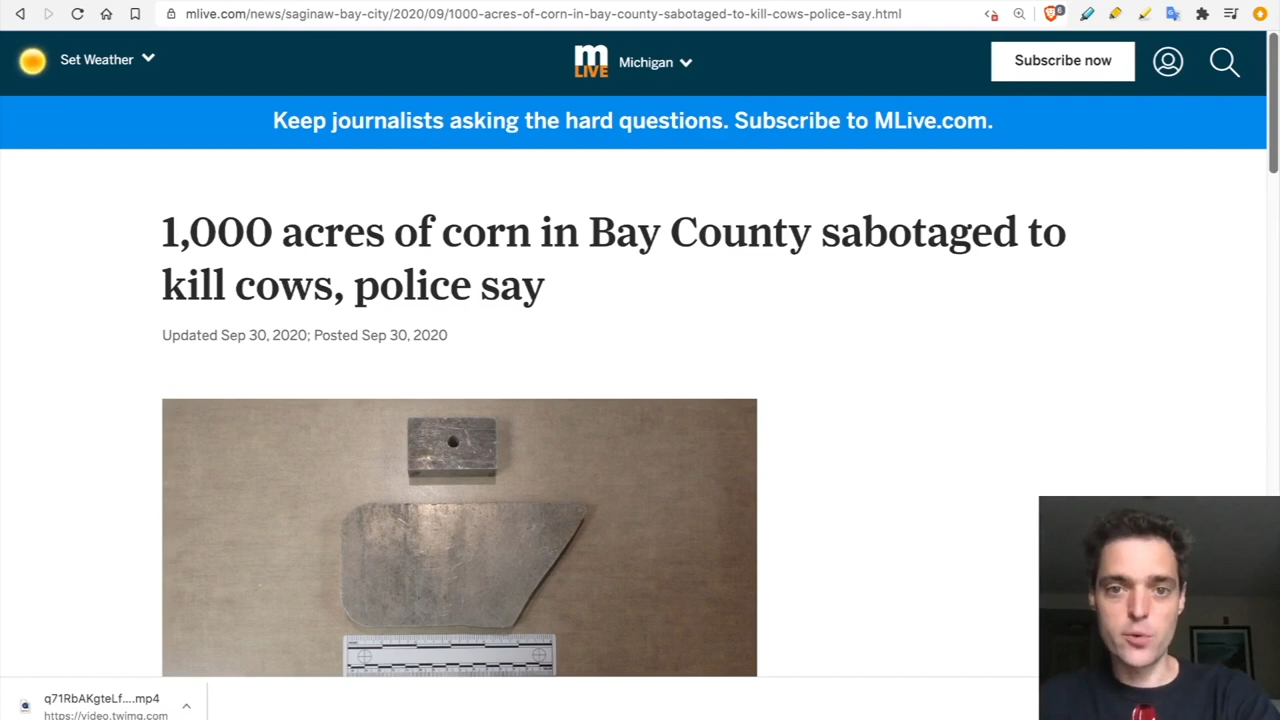 mlive.com/news/saginaw-bay-city/2020/09/1000-acres-of-corn-in-bay-county-sabotaged-to-kill-cows-police-say.html
6
Set Weather
m
LIVE
Michigan
Subscribe now
Keep journalists asking the hard questions. Subscribe to MLive.com.
1,000 acres of corn in Bay County sabotaged to
kill cows, police say
Updated Sep 30, 2020; Posted Sep 30, 2020
q71RbAKgteLf....mp4
https://video.twimg.com